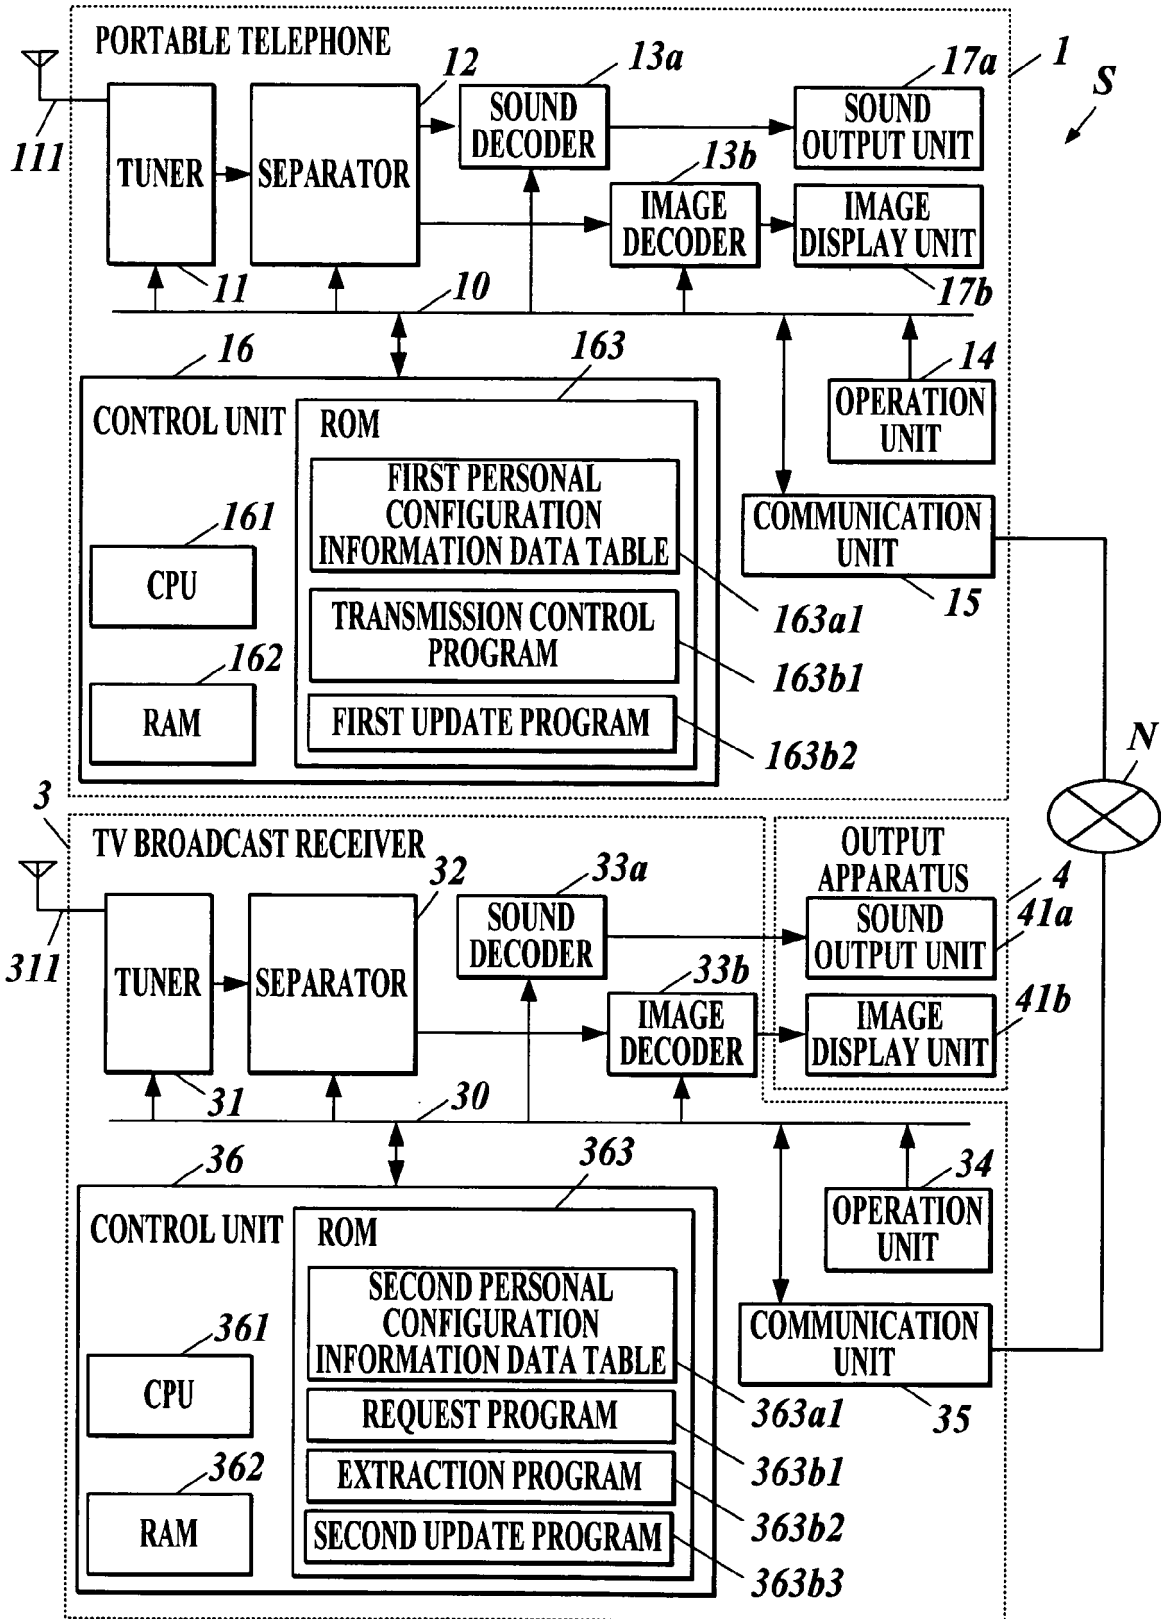 PORTABLE TELEPHONE
1
S
111
TUNER
11
12
SEPARATOR
13a
SOUND
DECODER
17a
SOUND
OUTPUT UNIT
13b
IMAGE
DECODER
IMAGE
DISPLAY UNIT
17b
10
16
163
14
OPERATION
UNIT
CONTROL UNIT
ROM
FIRST PERSONAL
CONFIGURATION
INFORMATION DATA TABLE
163a1
161
CPU
TRANSMISSION CONTROL
PROGRAM
163b1
162
RAM
FIRST UPDATE PROGRAM
163b2
COMMUNICATION
UNIT
15
N
3
TV BROADCAST RECEIVER
311
TUNER
31
32
SEPARATOR
33a
SOUND
DECODER
33b
IMAGE
DECODER
OUTPUT
APPARATUS
4
SOUND
OUTPUT UNIT
41a
IMAGE
DISPLAY UNIT
41b
30
36
363
34
OPERATION
UNIT
CONTROL UNIT
ROM
SECOND PERSONAL
CONFIGURATION
INFORMATION DATA TABLE
363a1
361
CPU
REQUEST PROGRAM
363b1
362
RAM
EXTRACTION PROGRAM
363b2
SECOND UPDATE PROGRAM
363b3
COMMUNICATION
UNIT
35